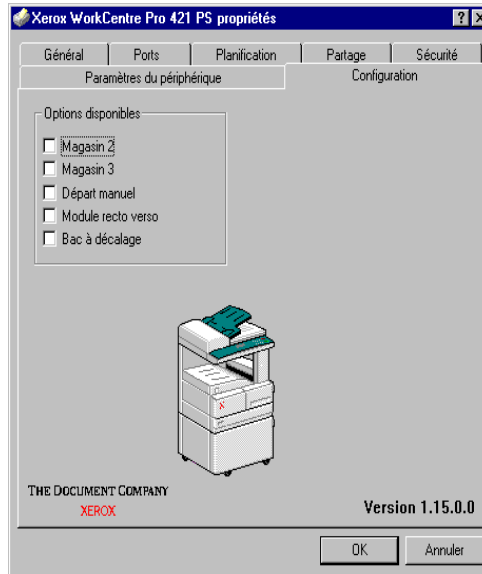 Xerox WorkCentre Pro 421 PS propriétés
Général Ports Planification Partage Sécurité
Paramètres du périphérique Configuration
Options disponibles
Magasin 2
Magasin 3
Départ manuel
Module recto verso
Bac à décalage
X
THE DOCUMENT COMPANY
XEROX
Version 1.15.0.0
OK Annuler